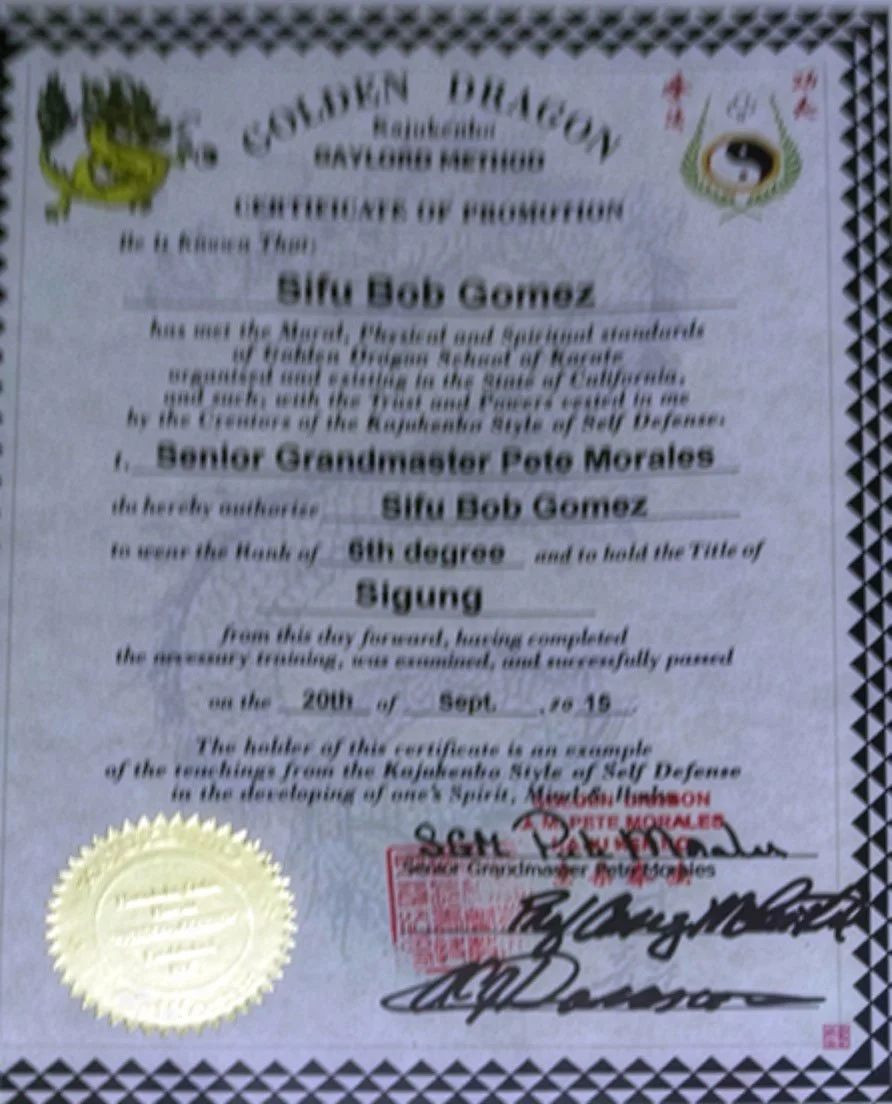 GOLDEN DRAGON
Kajukenbo
GAYLORD METHOD
CERTIFICATE OF PROMOTION
Be It Known That:
Sifu Bob Gomez
has met the Moral, Physical and Spiritual standards
of Golden Dragon School of Karate
organized and existing in the State of California,
and such, with the Trust and Powers vested in me
by the Creators of the Kajukenbo Style of Self Defense:
I, Senior Grandmaster Pete Morales
do hereby authorize Sifu Bob Gomez
to wear the Rank of 6th degree and to hold the Title of
Sigung
from this day forward, having completed
the necessary training, was examined, and successfully passed
on the 20th of Sept. , 20 15
The holder of this certificate is an example
of the teachings from the Kajukenbo Style of Self Defense
in the developing of one's Spirit, Mind & Body
GOLDEN DRAGON
PETE MORALES
SGM Pete Morales
Senior Grandmaster Pete Morales